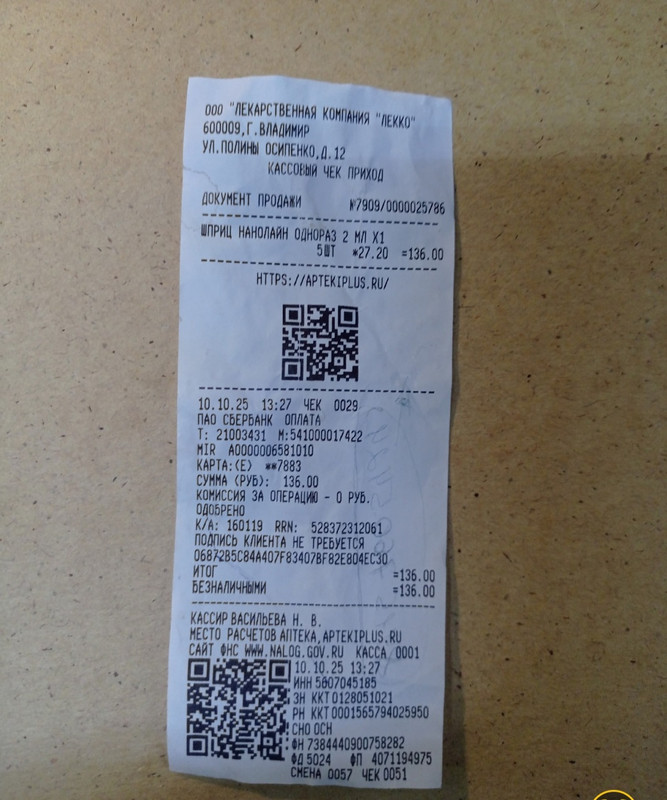 ООО "ЛЕКАРСТВЕННАЯ КОМПАНИЯ "ЛЕККО"
600009,Г.ВЛАДИМИР
УЛ.ПОЛИНЫ ОСИПЕНКО,Д.12
КАССОВЫЙ ЧЕК ПРИХОД
ДОКУМЕНТ ПРОДАЖИ №7909/0000025786
ШПРИЦ НАНОЛАЙН ОДНОРАЗ 2 МЛ X1
5ШТ *27.20 =136.00
HTTPS://APTEKIPLUS.RU/
10.10.25 13:27 ЧЕК 0029
ПАО СБЕРБАНК ОПЛАТА
Т: 21003431 М:541000017422
MIR A0000006581010
КАРТА:(E) **7883
СУММА (РУБ): 136.00
КОМИССИЯ ЗА ОПЕРАЦИЮ - 0 РУБ.
ОДОБРЕНО
К/А: 160119 RRN: 528372312061
ПОДПИСЬ КЛИЕНТА НЕ ТРЕБУЕТСЯ
06872B5C84A407F83407BF82E804EC30
ИТОГ =136.00
БЕЗНАЛИЧНЫМИ =136.00
КАССИР ВАСИЛЬЕВА Н. В.
МЕСТО РАСЧЕТОВ АПТЕКА,APTEKIPLUS.RU
САЙТ ФНС WWW.NALOG.GOV.RU КАССА 0001
10.10.25 13:27
ИНН 5607045185
ЗН ККТ 0128051021
РН ККТ 0001565794025950
СНО ОСН
ФН 7384440900758282
ФД 5024 ФП 4071194975
СМЕНА 0057 ЧЕК 0051